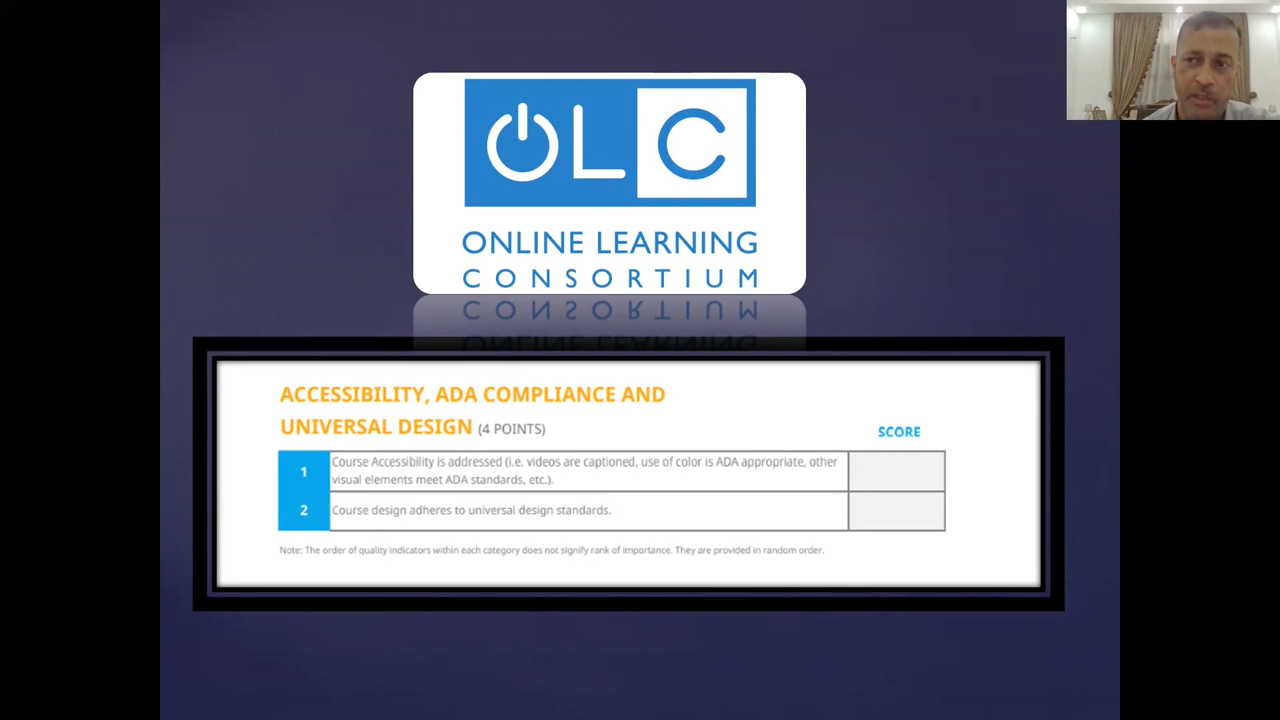 OLC
ONLINE LEARNING
CONSORTIUM
ACCESSIBILITY, ADA COMPLIANCE AND
UNIVERSAL DESIGN (4 POINTS)
SCORE
1 Course Accessibility is addressed (i.e. videos are captioned, use of color is ADA appropriate, other
visual elements meet ADA standards, etc.).
2 Course design adheres to universal design standards.
Note: The order of quality indicators within each category does not signify rank of importance. They are provided in random order.